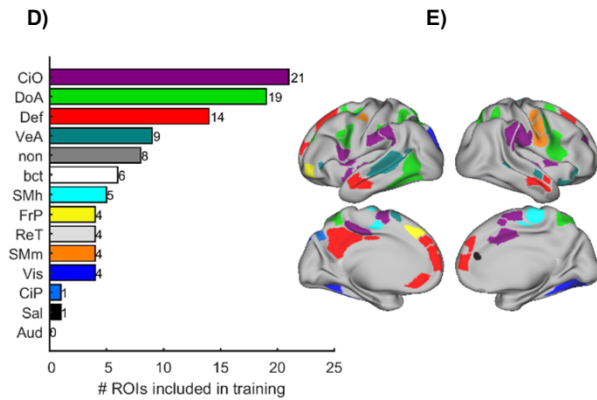 D)
E)
CiO 21
DoA 19
Def 14
VeA 9
non 8
bct 6
SMh 5
FrP 4
ReT 4
SMm 4
Vis 4
CiP 1
Sal 1
Aud 0
0 5 10 15 20 25
# ROIs included in training